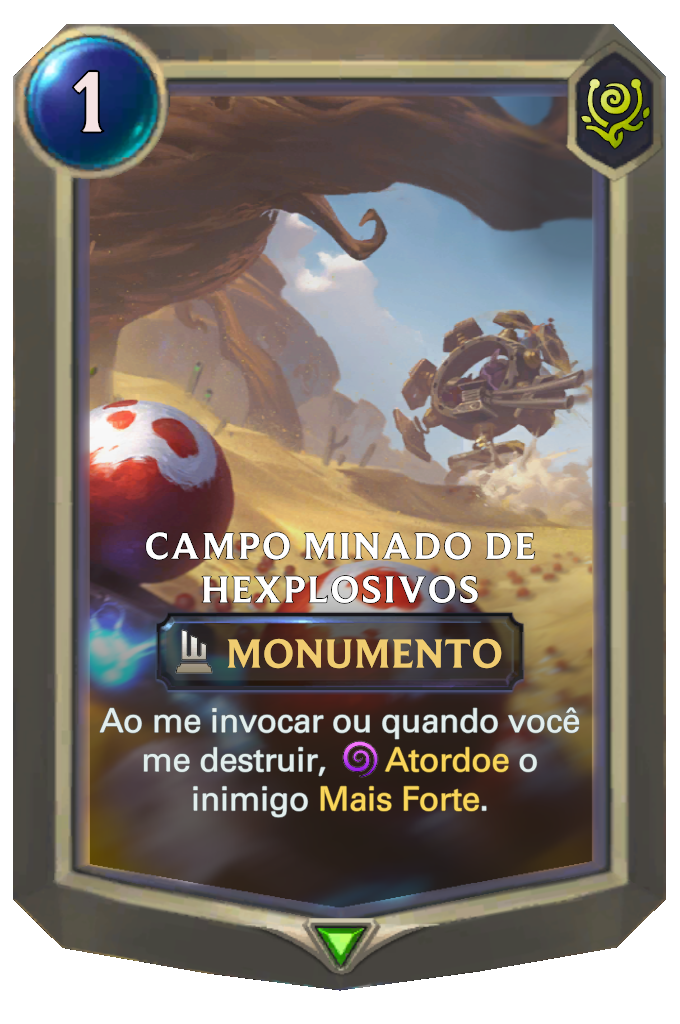 1
CAMPO MINADO DE
HEXPLOSIVOS
MONUMENTO
Ao me invocar ou quando você
me destruir, Atordoe o
inimigo Mais Forte.